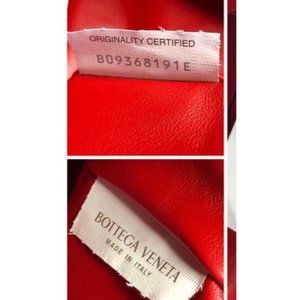 ORIGINALITY CERTIFIED
B09368191E
BOTTEGA VENETA
MADE IN ITALY